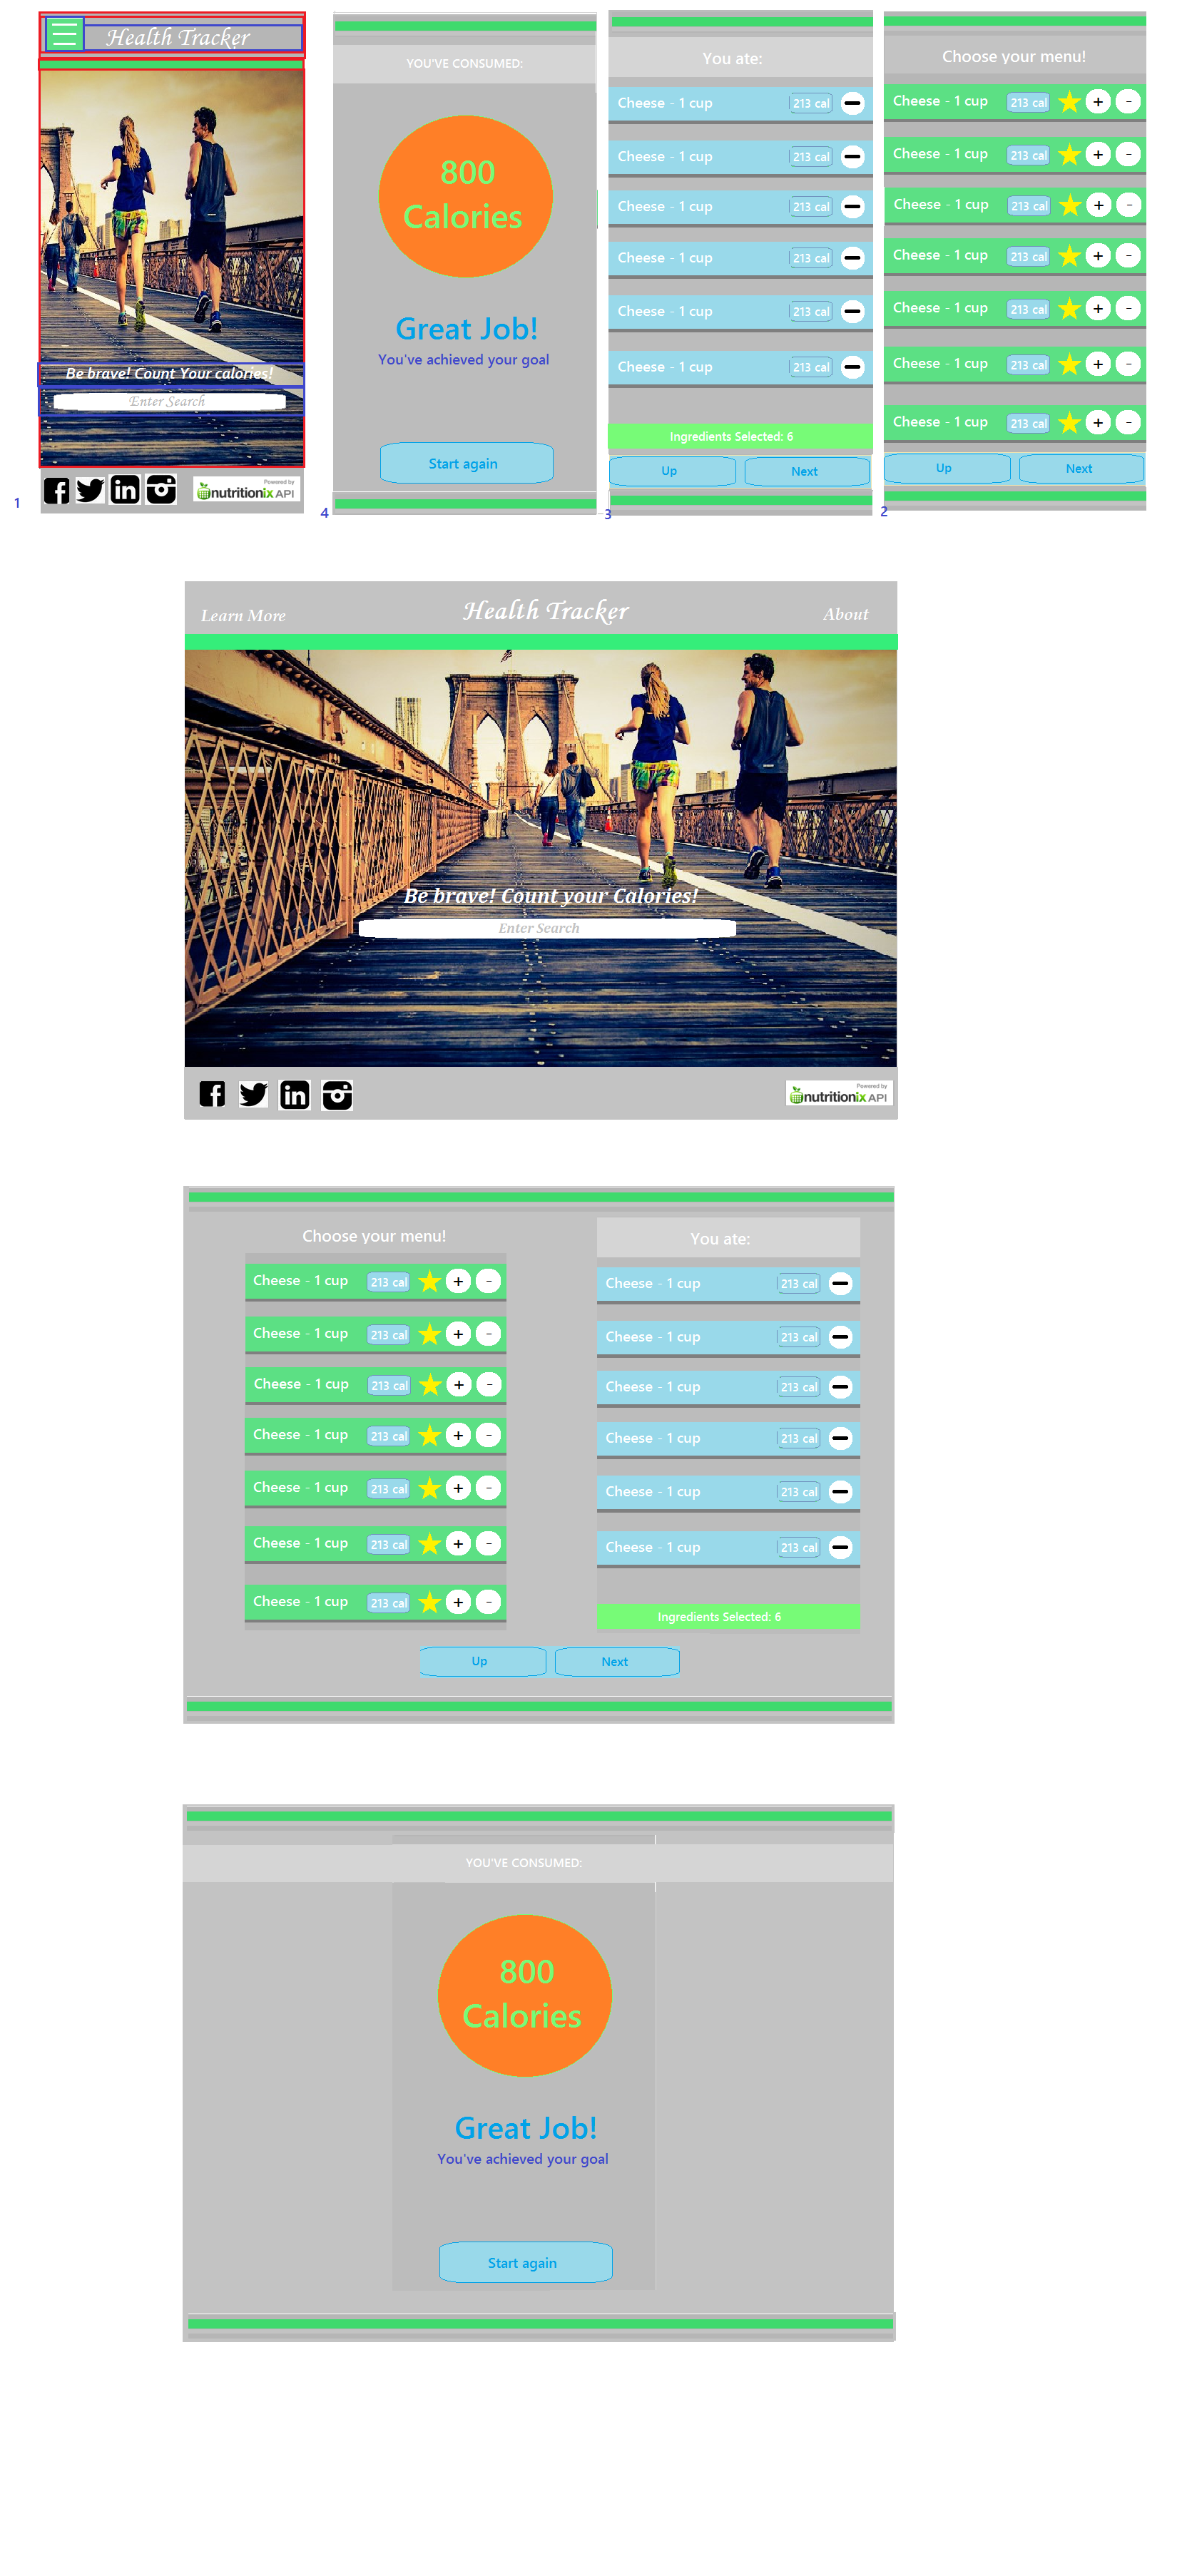 Health Tracker
Be brave! Count Your calories!
Enter Search
Powered by
nutritionix API
1
YOU'VE CONSUMED:
800
Calories
Great Job!
You've achieved your goal
Start again
4
You ate:
Cheese - 1 cup 213 cal
Cheese - 1 cup 213 cal
Cheese - 1 cup 213 cal
Cheese - 1 cup 213 cal
Cheese - 1 cup 213 cal
Cheese - 1 cup 213 cal
Ingredients Selected: 6
Up Next
3
Choose your menu!
Cheese - 1 cup 213 cal + -
Cheese - 1 cup 213 cal + -
Cheese - 1 cup 213 cal + -
Cheese - 1 cup 213 cal + -
Cheese - 1 cup 213 cal + -
Cheese - 1 cup 213 cal + -
Cheese - 1 cup 213 cal + -
Up Next
2
Learn More Health Tracker About
Be brave! Count your Calories!
Enter Search
Powered by
nutritionix API
Choose your menu!
Cheese - 1 cup 213 cal + -
Cheese - 1 cup 213 cal + -
Cheese - 1 cup 213 cal + -
Cheese - 1 cup 213 cal + -
Cheese - 1 cup 213 cal + -
Cheese - 1 cup 213 cal + -
Cheese - 1 cup 213 cal + -
You ate:
Cheese - 1 cup 213 cal
Cheese - 1 cup 213 cal
Cheese - 1 cup 213 cal
Cheese - 1 cup 213 cal
Cheese - 1 cup 213 cal
Cheese - 1 cup 213 cal
Ingredients Selected: 6
Up Next
YOU'VE CONSUMED:
800
Calories
Great Job!
You've achieved your goal
Start again